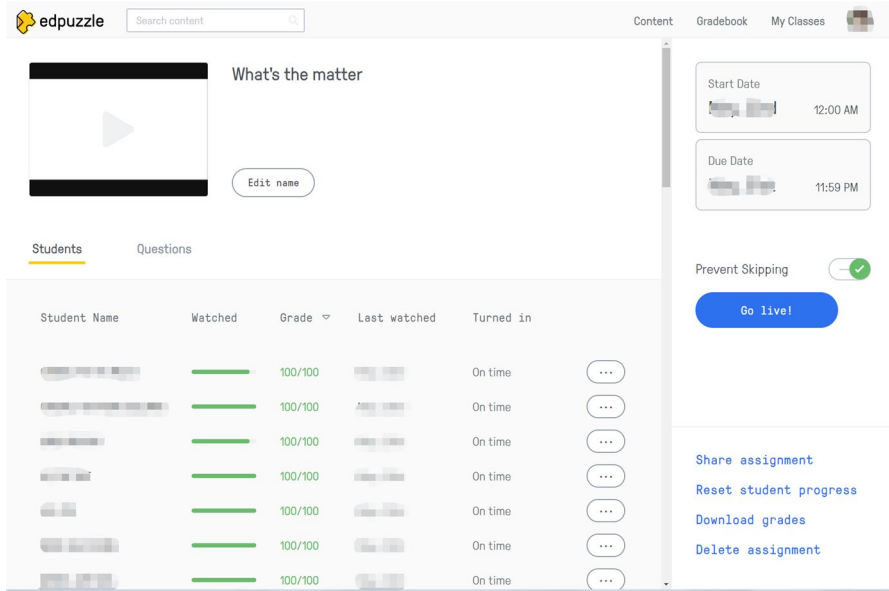 edpuzzle
Search content
Content Gradebook My Classes
What's the matter
Edit name
Start Date
12:00 AM
Due Date
11:59 PM
Prevent Skipping
Go live!
Students Questions
Student Name Watched Grade Last watched Turned in
100/100 On time ...
100/100 On time ...
100/100 On time ...
100/100 On time ...
100/100 On time ...
100/100 On time ...
100/100 On time ...
Share assignment
Reset student progress
Download grades
Delete assignment